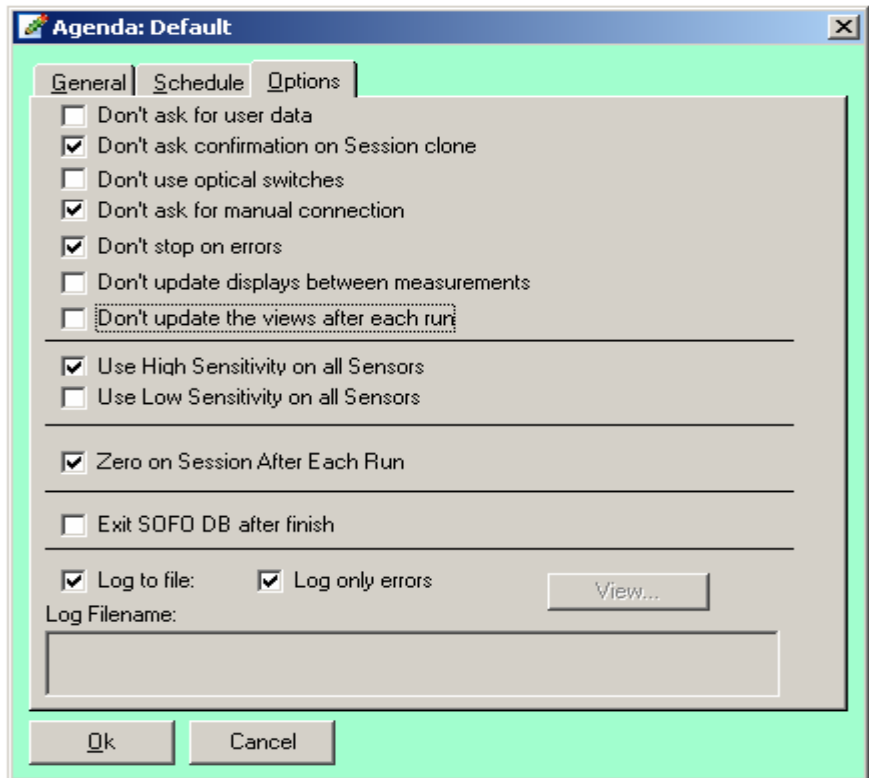 Agenda: Default
General Schedule Options
Don't ask for user data
Don't ask confirmation on Session clone
Don't use optical switches
Don't ask for manual connection
Don't stop on errors
Don't update displays between measurements
Don't update the views after each run
Use High Sensitivity on all Sensors
Use Low Sensitivity on all Sensors
Zero on Session After Each Run
Exit SOFO DB after finish
Log to file: Log only errors View...
Log Filename:
Ok Cancel